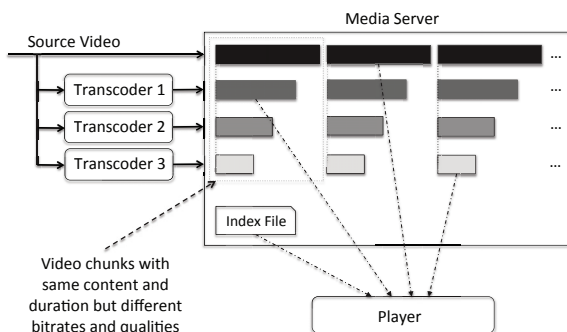 Media Server
Source Video
...
Transcoder 1
...
Transcoder 2
...
Transcoder 3
...
Index File
Video chunks with
same content and
duration but different
bitrates and qualities
Player